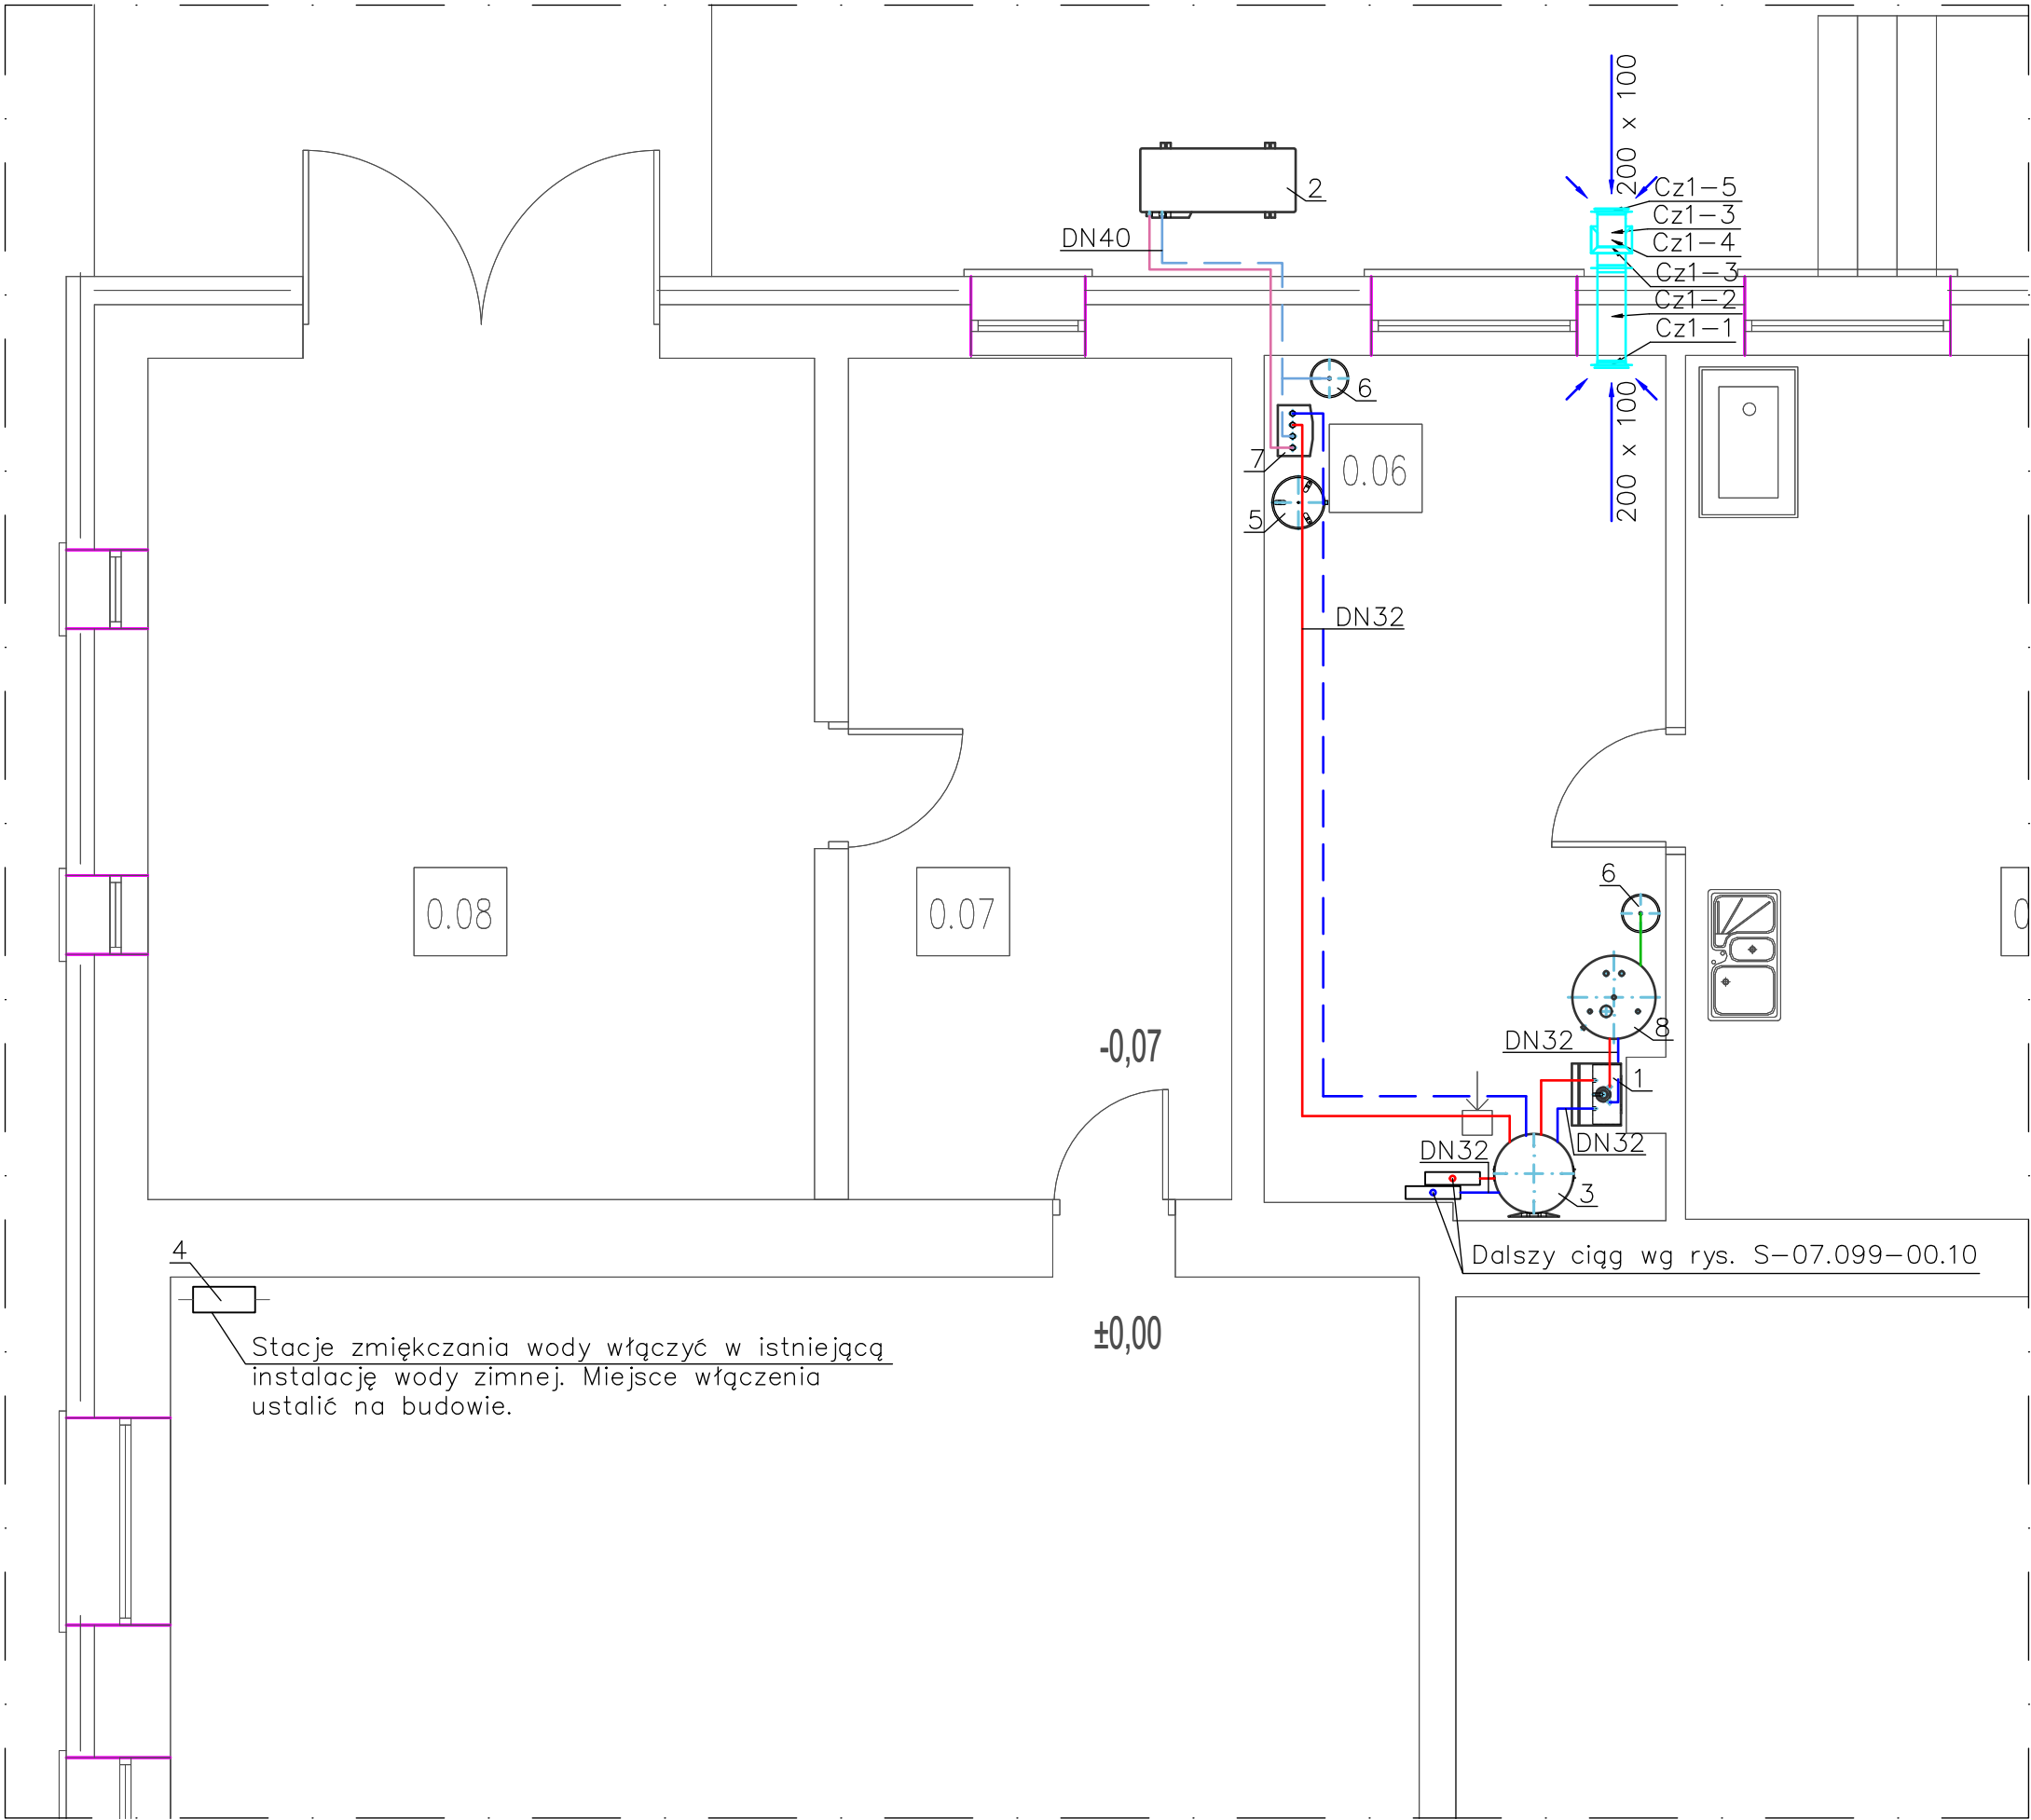 200 x 100
Cz1-5
2
Cz1-3
DN40
Cz1-4
Cz1-3
Cz1-2
Cz1-1
6
200 x 100
7
0.06
5
DN32
6
0.08
0.07
0
-0,07
8
DN32
1
DN32
DN32
3
4
Dalszy ciąg wg rys. S-07.099-00.10
±0,00
Stacje zmiękczania wody włączyć w istniejącą
instalację wody zimnej. Miejsce włączenia
ustalić na budowie.